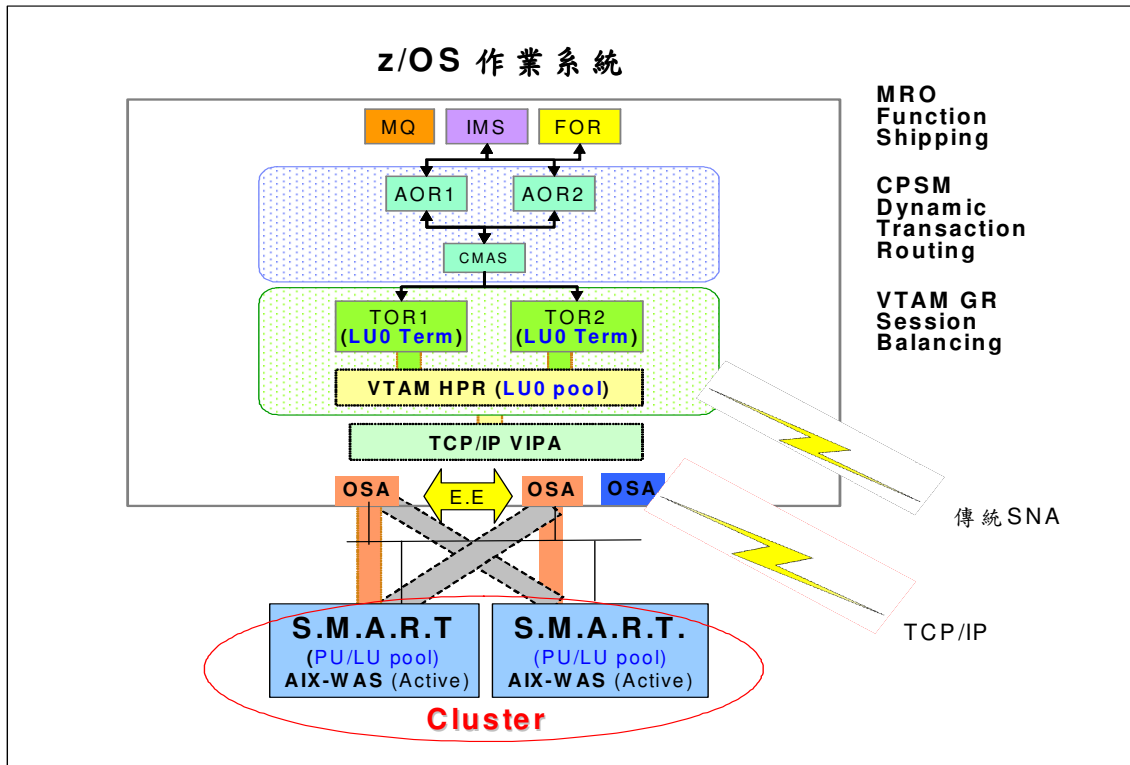 z/OS 作業系統
MRO
Function
Shipping
MQ
IMS
FOR
AOR1
AOR2
CPSM
Dynamic
Transaction
Routing
CMAS
TOR1
(LU0 Term)
TOR2
(LU0 Term)
VTAM GR
Session
Balancing
VTAM HPR (LU0 pool)
TCP/IP VIPA
OSA
E.E
OSA
OSA
傳統SNA
TCP/IP
S.M.A.R.T
(PU/LU pool)
AIX-WAS (Active)
S.M.A.R.T.
(PU/LU pool)
AIX-WAS (Active)
Cluster